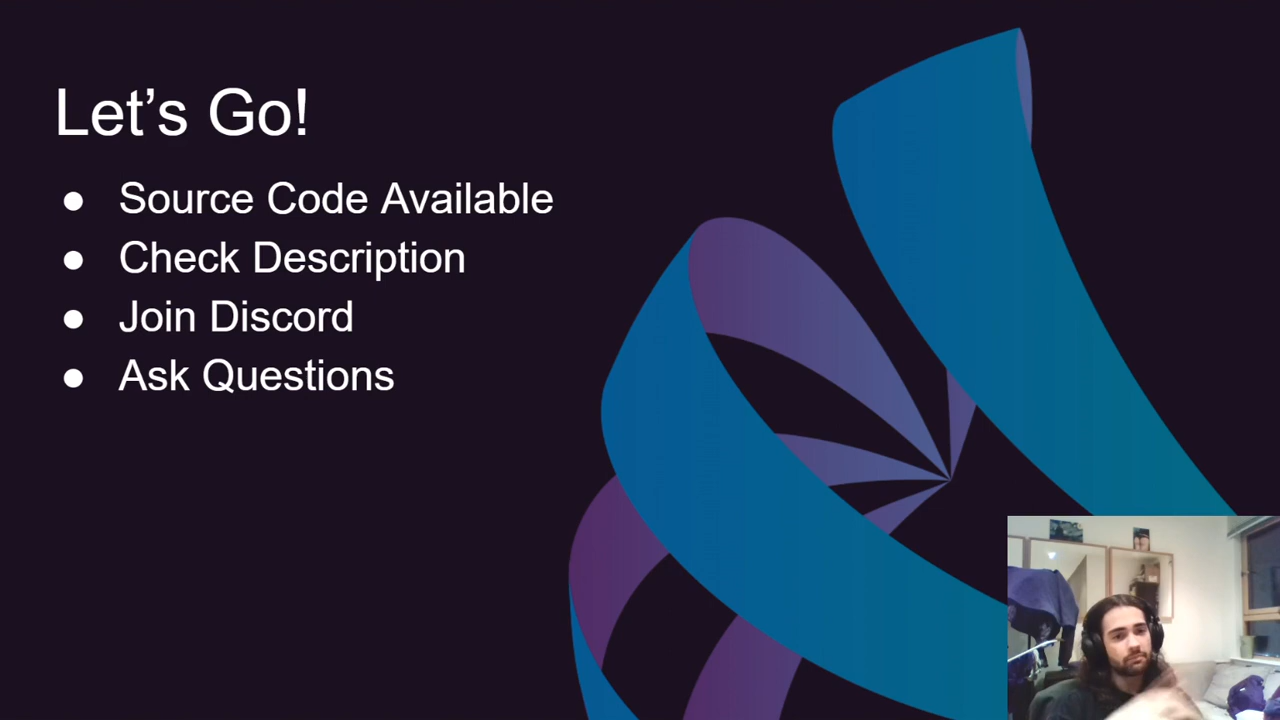 Let’s Go!
● Source Code Available
● Check Description
● Join Discord
● Ask Questions